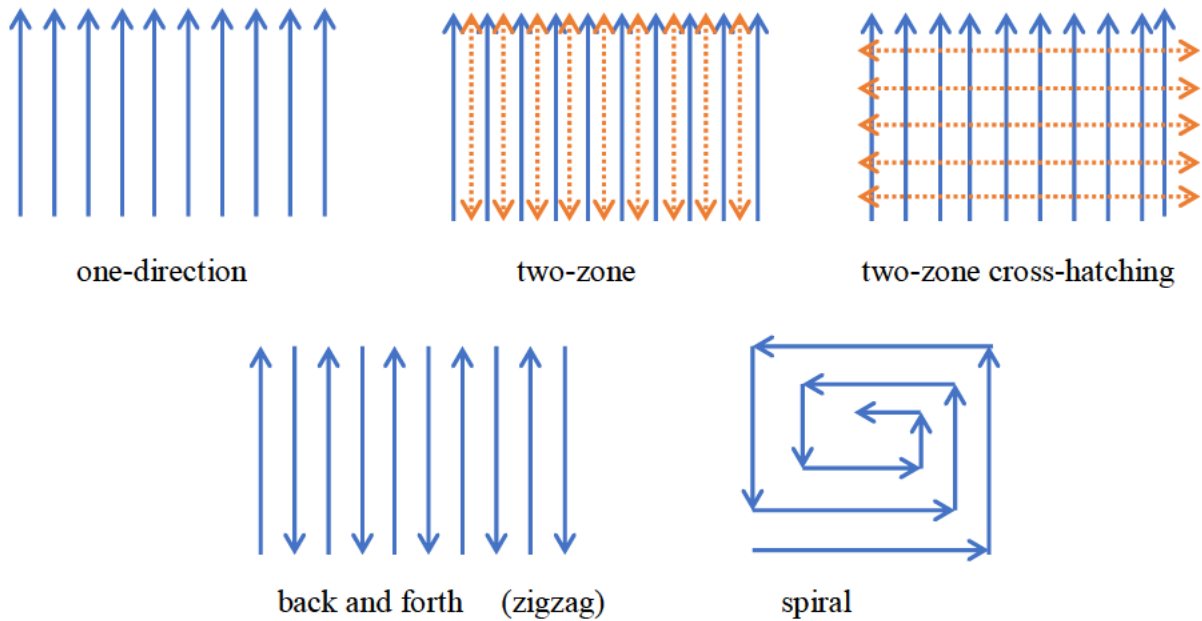 one-direction
two-zone
two-zone cross-hatching
back and forth (zigzag)
spiral